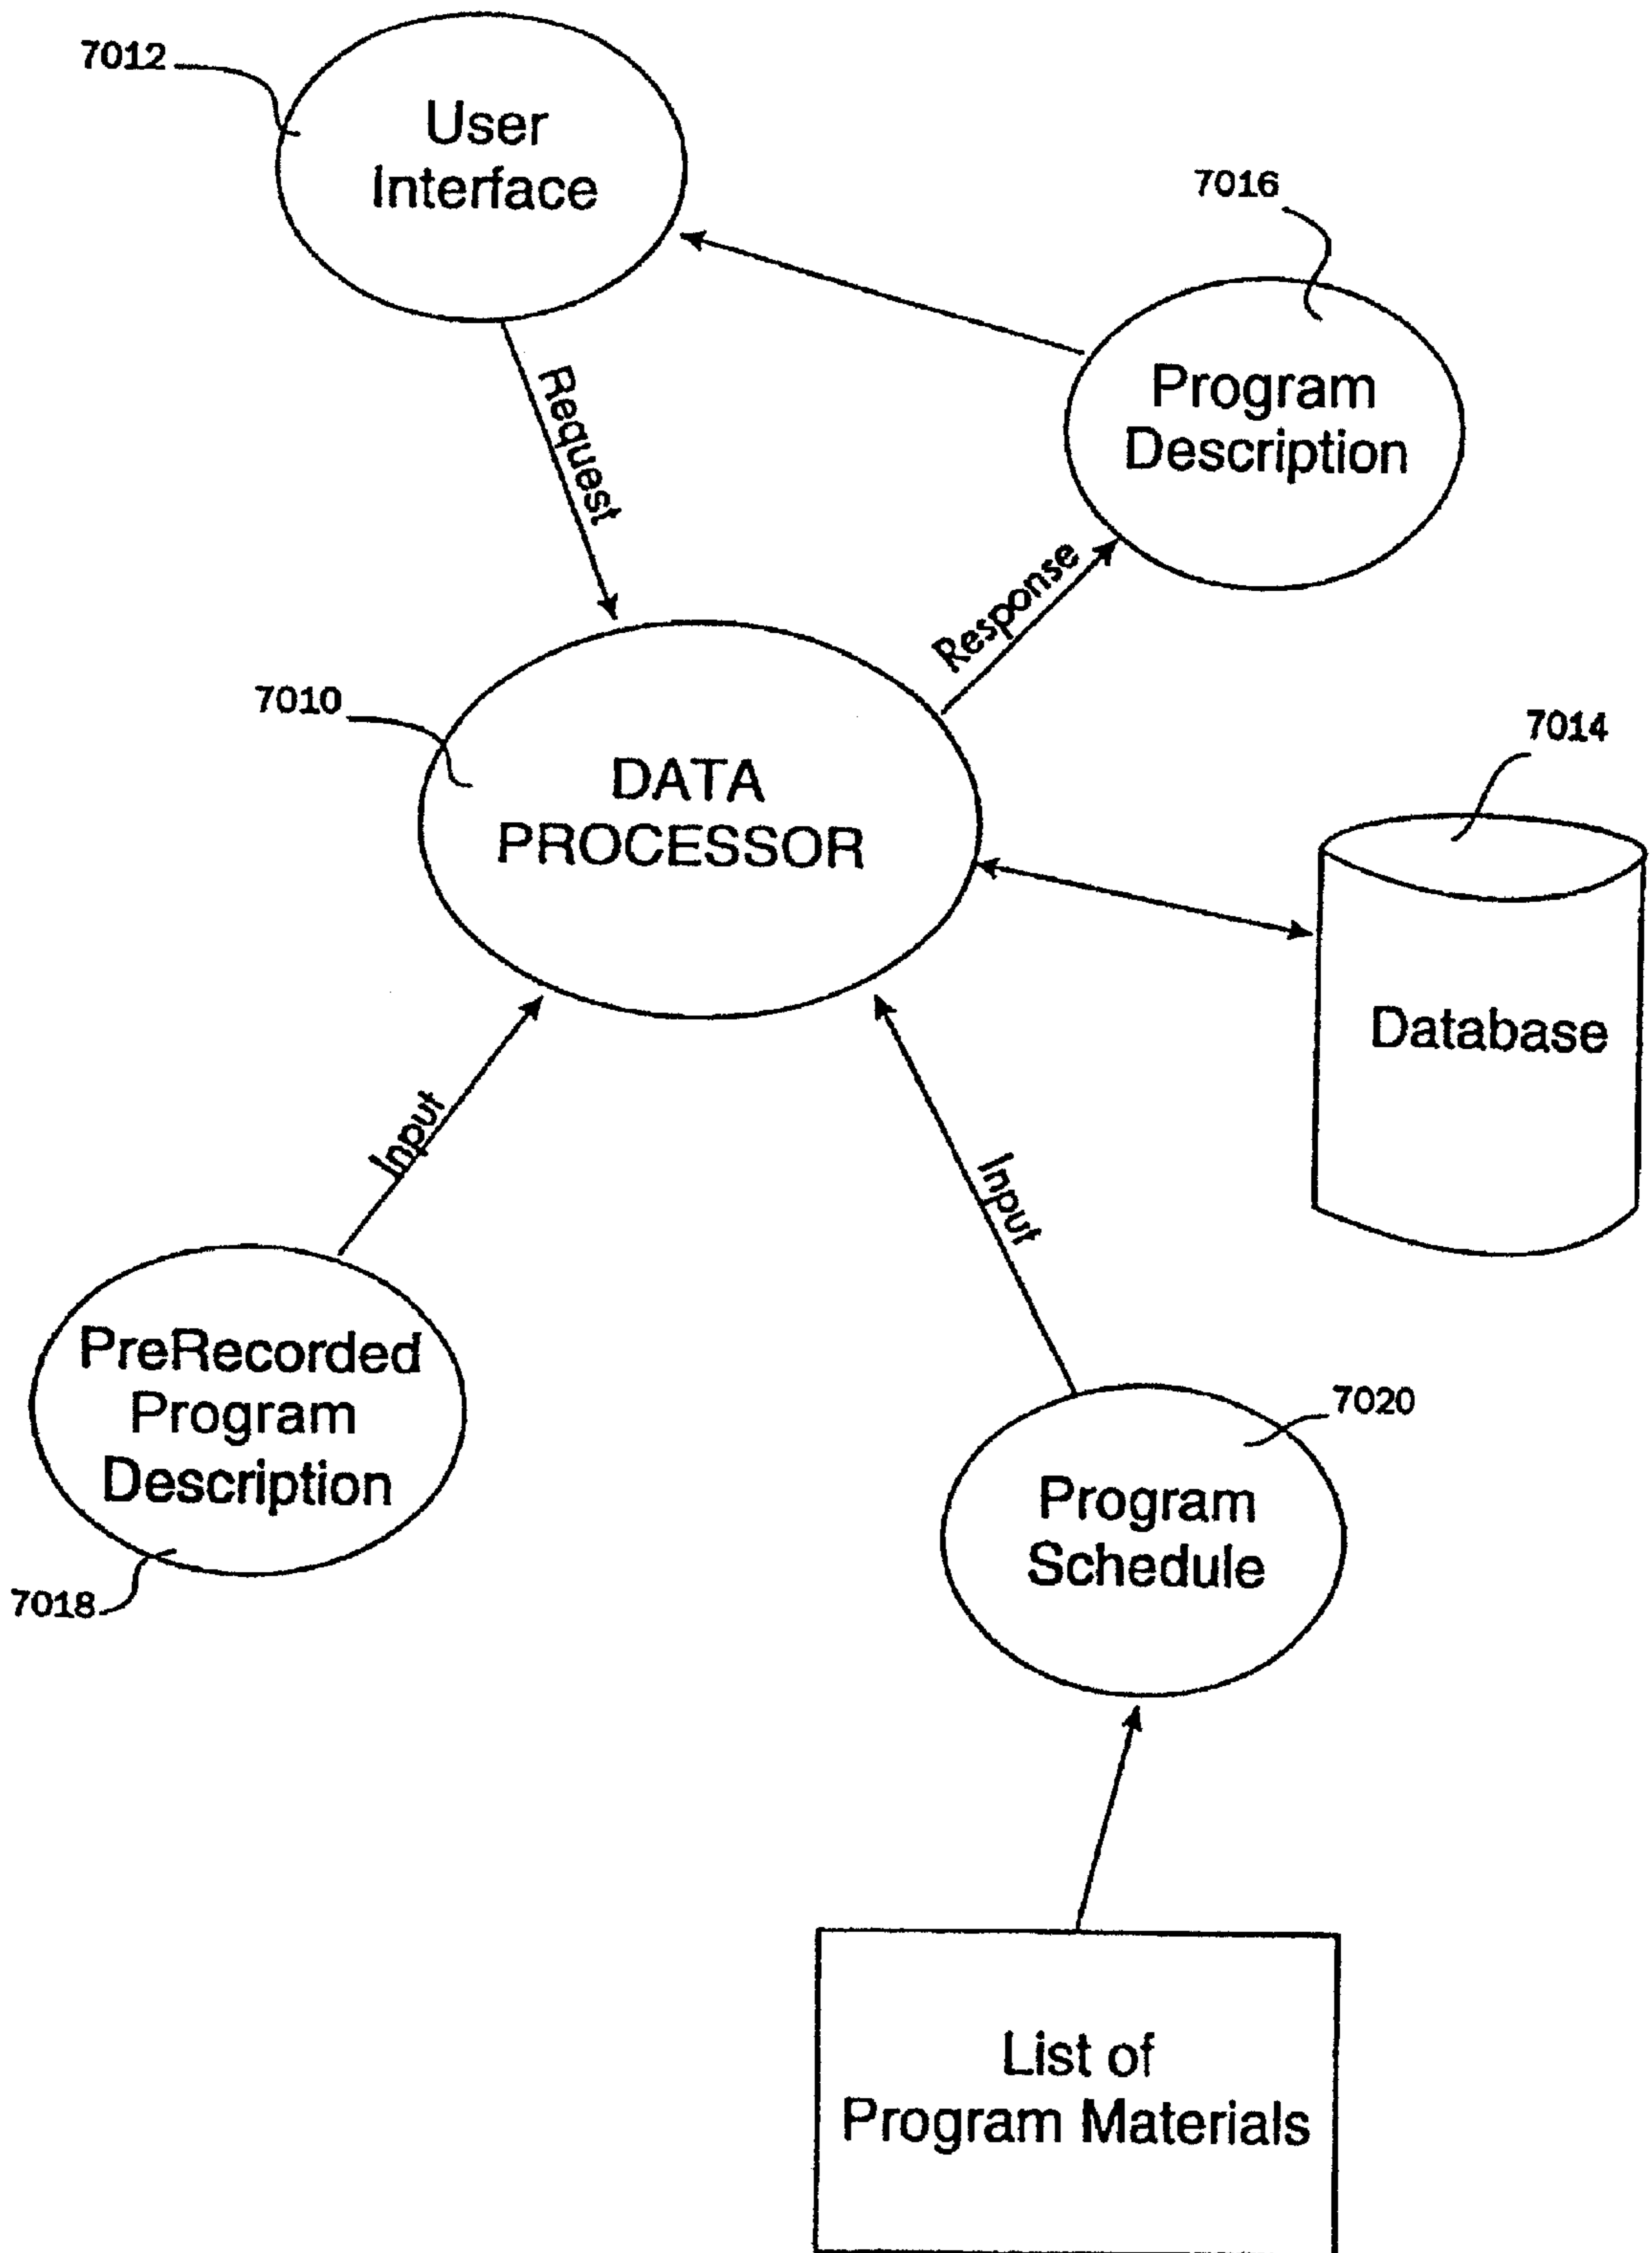 7012
User
Interface
7016
Program
Description
Request
Response
7010
DATA
PROCESSOR
7014
Database
Input
Input
PreRecorded
Program
Description
7018
7020
Program
Schedule
List of
Program Materials